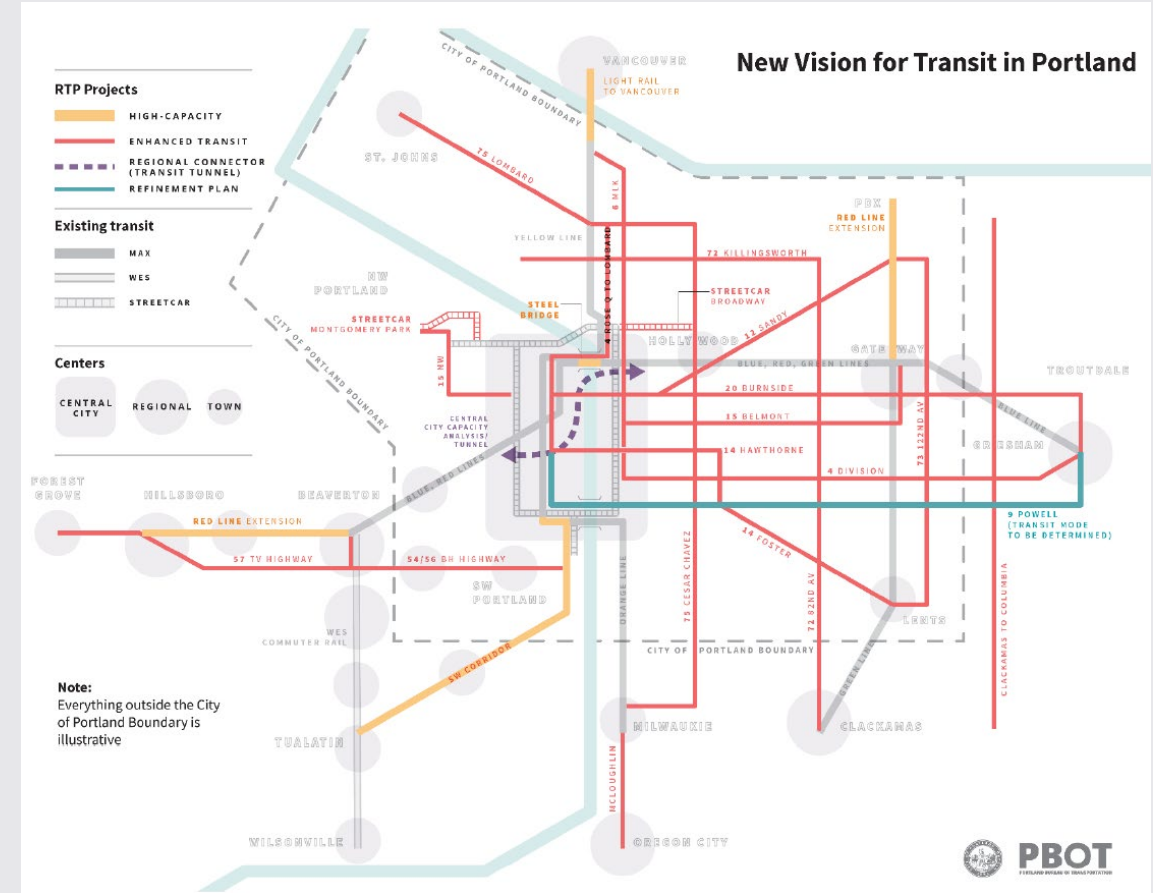 New Vision for Transit in Portland
RTP Projects
HIGH-CAPACITY
ENHANCED TRANSIT
REGIONAL CONNECTOR
(TRANSIT TUNNEL)
REFINEMENT PLAN
Existing transit
MAX
WES
STREETCAR
Centers
CENTRAL
CITY
REGIONAL
TOWN
CITY OF PORTLAND BOUNDARY
VANCOUVER
LIGHT RAIL
TO VANCOUVER
ST. JOHNS
75 LOMBARD
6 MLK
PDX
RED LINE
EXTENSION
YELLOW LINE
4 ROSE Q TO LOMBARD
72 KILLINGSWORTH
NW
PORTLAND
STREETCAR
BROADWAY
STEEL
BRIDGE
STREETCAR
MONTGOMERY PARK
12 SANDY
HOLLYWOOD
CITY OF PORTLAND BOUNDARY
15 NW
BLUE, RED, GREEN LINES
GATEWAY
TROUTDALE
20 BURNSIDE
BLUE LINE
15 BELMONT
CENTRAL
CITY CAPACITY
ANALYSIS/
TUNNEL
14 HAWTHORNE
73 122ND AV
GRESHAM
4 DIVISION
BLUE, RED LINES
FOREST
GROVE
HILLSBORO
BEAVERTON
RED LINE EXTENSION
9 POWELL
(TRANSIT MODE
TO BE DETERMINED)
14 FOSTER
57 TV HIGHWAY
54/56 BH HIGHWAY
SW
PORTLAND
ORANGE LINE
75 CESAR CHAVEZ
72 82ND AV
LENTS
CLACKAMAS TO COLUMBIA
WES
COMMUTER RAIL
CITY OF PORTLAND BOUNDARY
SW CORRIDOR
GREEN LINE
Note:
Everything outside the City
of Portland Boundary is
illustrative
TUALATIN
MILWAUKIE
CLACKAMAS
MCLOUGHLIN
WILSONVILLE
OREGON CITY
PBOT
PORTLAND BUREAU OF TRANSPORTATION